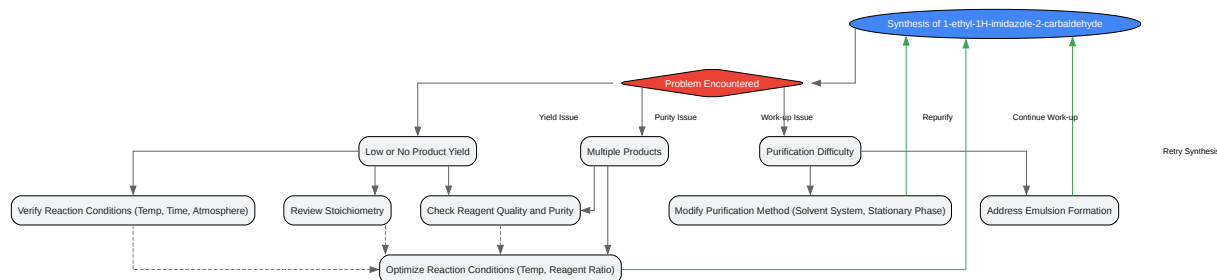 Synthesis of 1-ethyl-1H-imidazole-2-carbaldehyde
Problem Encountered
Yield Issue
Purity Issue
Work-up Issue
Repurify
Continue Work-up
Low or No Product Yield
Multiple Products
Purification Difficulty
Retry Synthesis
Verify Reaction Conditions (Temp, Time, Atmosphere)
Review Stoichiometry
Check Reagent Quality and Purity
Modify Purification Method (Solvent System, Stationary Phase)
Address Emulsion Formation
Optimize Reaction Conditions (Temp, Reagent Ratio)